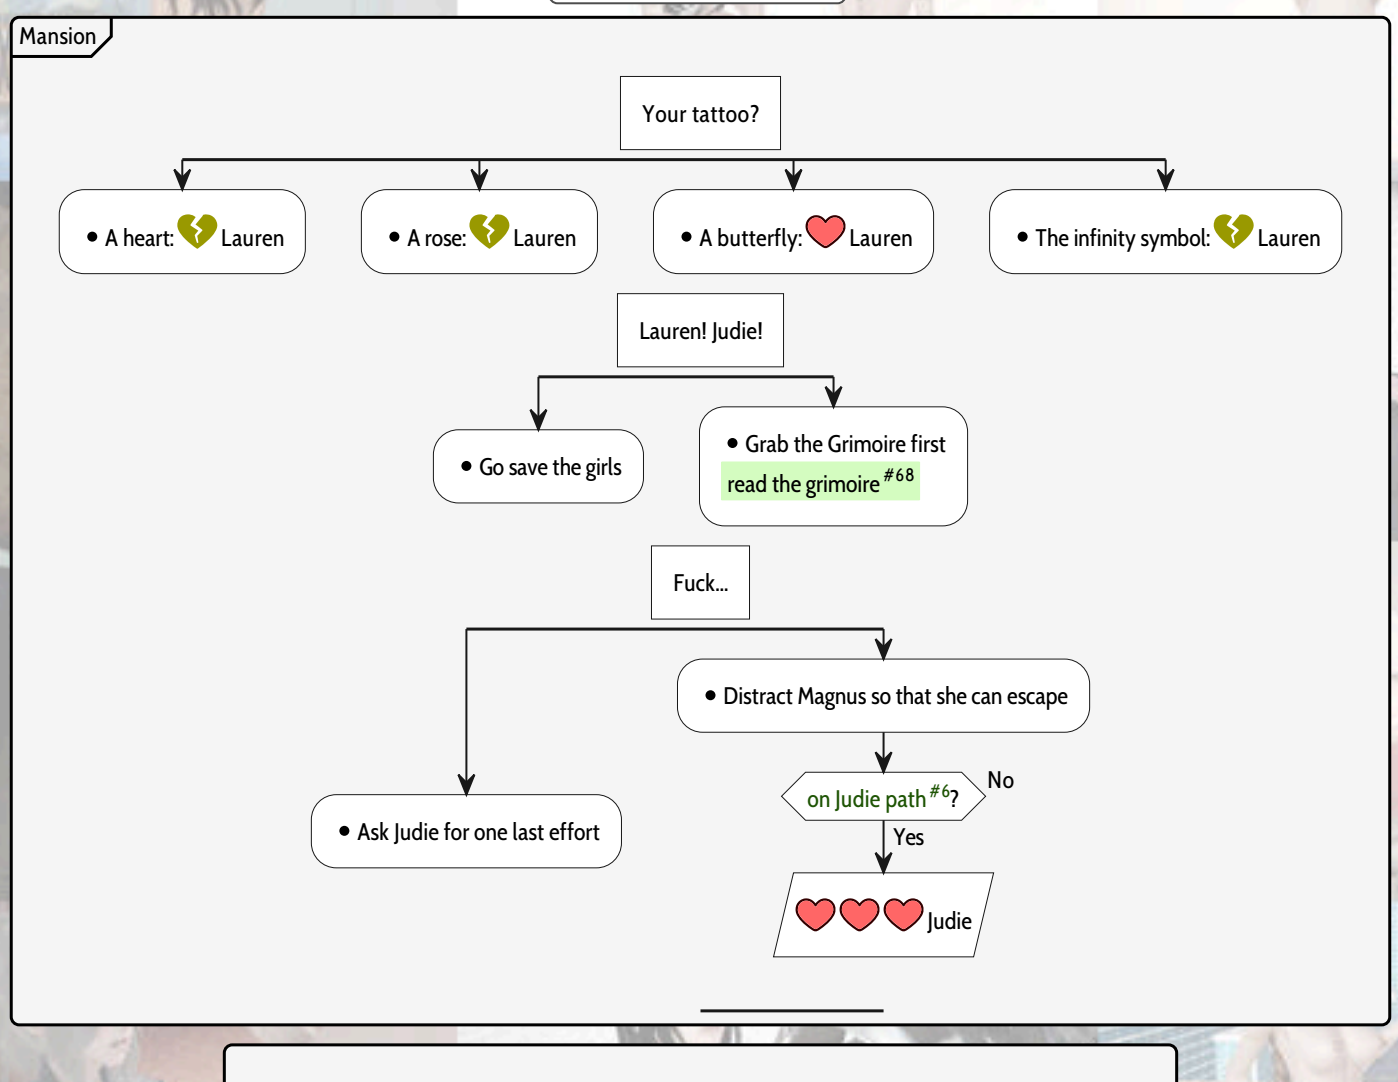 Mansion
Your tattoo?
• A heart: Lauren
• A rose: Lauren
• A butterfly: Lauren
• The infinity symbol: Lauren
Lauren! Judie!
• Go save the girls
• Grab the Grimoire first
read the grimoire #68
Fuck...
• Distract Magnus so that she can escape
on Judie path #6?
No
Yes
• Ask Judie for one last effort
Judie